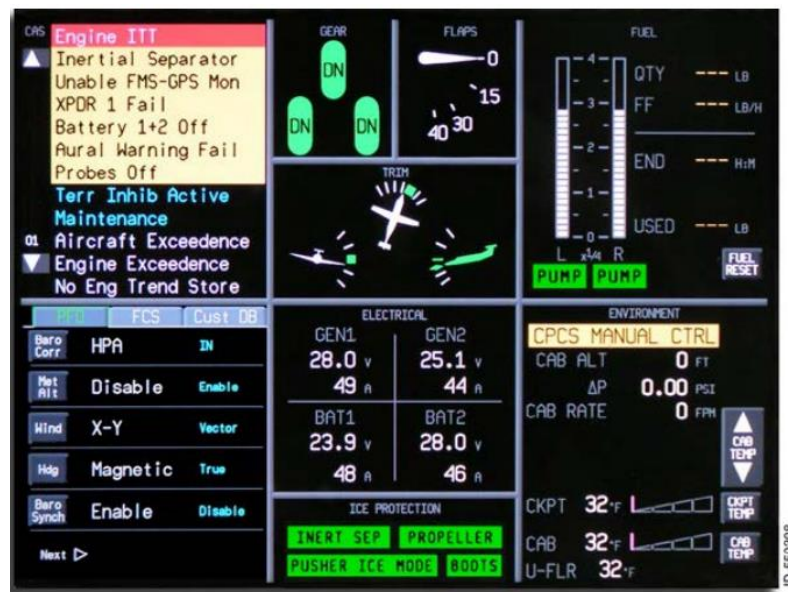 CAS
Engine ITT
Inertial Separator
Unable FMS-GPS Mon
XPDR 1 Fail
Battery 1+2 Off
Aural Warning Fail
Probes Off
Terr Inhib Active
Maintenance
01 Aircraft Exceedence
Engine Exceedence
No Eng Trend Store
GEAR
DN
DN DN
FLAPS
0
15
30
40
TRIM
FUEL
4
3
2
1
0
L x¼ R
PUMP PUMP
QTY --- LB
FF --- LB/H
END --- H:M
USED --- LB
FUEL
RESET
PFD FCS Cust DB
Baro
Corr HPA IN
Met
Alt Disable Enable
Wind X-Y Vector
Hdg Magnetic True
Baro
Synch Enable Disable
Next
ELECTRICAL
GEN1 GEN2
28.0 V 25.1 V
49 A 44 A
BAT1 BAT2
23.9 V 28.0 V
48 A 46 A
ICE PROTECTION
INERT SEP PROPELLER
PUSHER ICE MODE BOOTS
ENVIRONMENT
CPCS MANUAL CTRL
CAB ALT 0 FT
ΔP 0.00 PSI
CAB RATE 0 FPM
CAB
TEMP
CKPT 32°F
CKPT
TEMP
CAB 32°F
CAB
TEMP
U-FLR 32°F